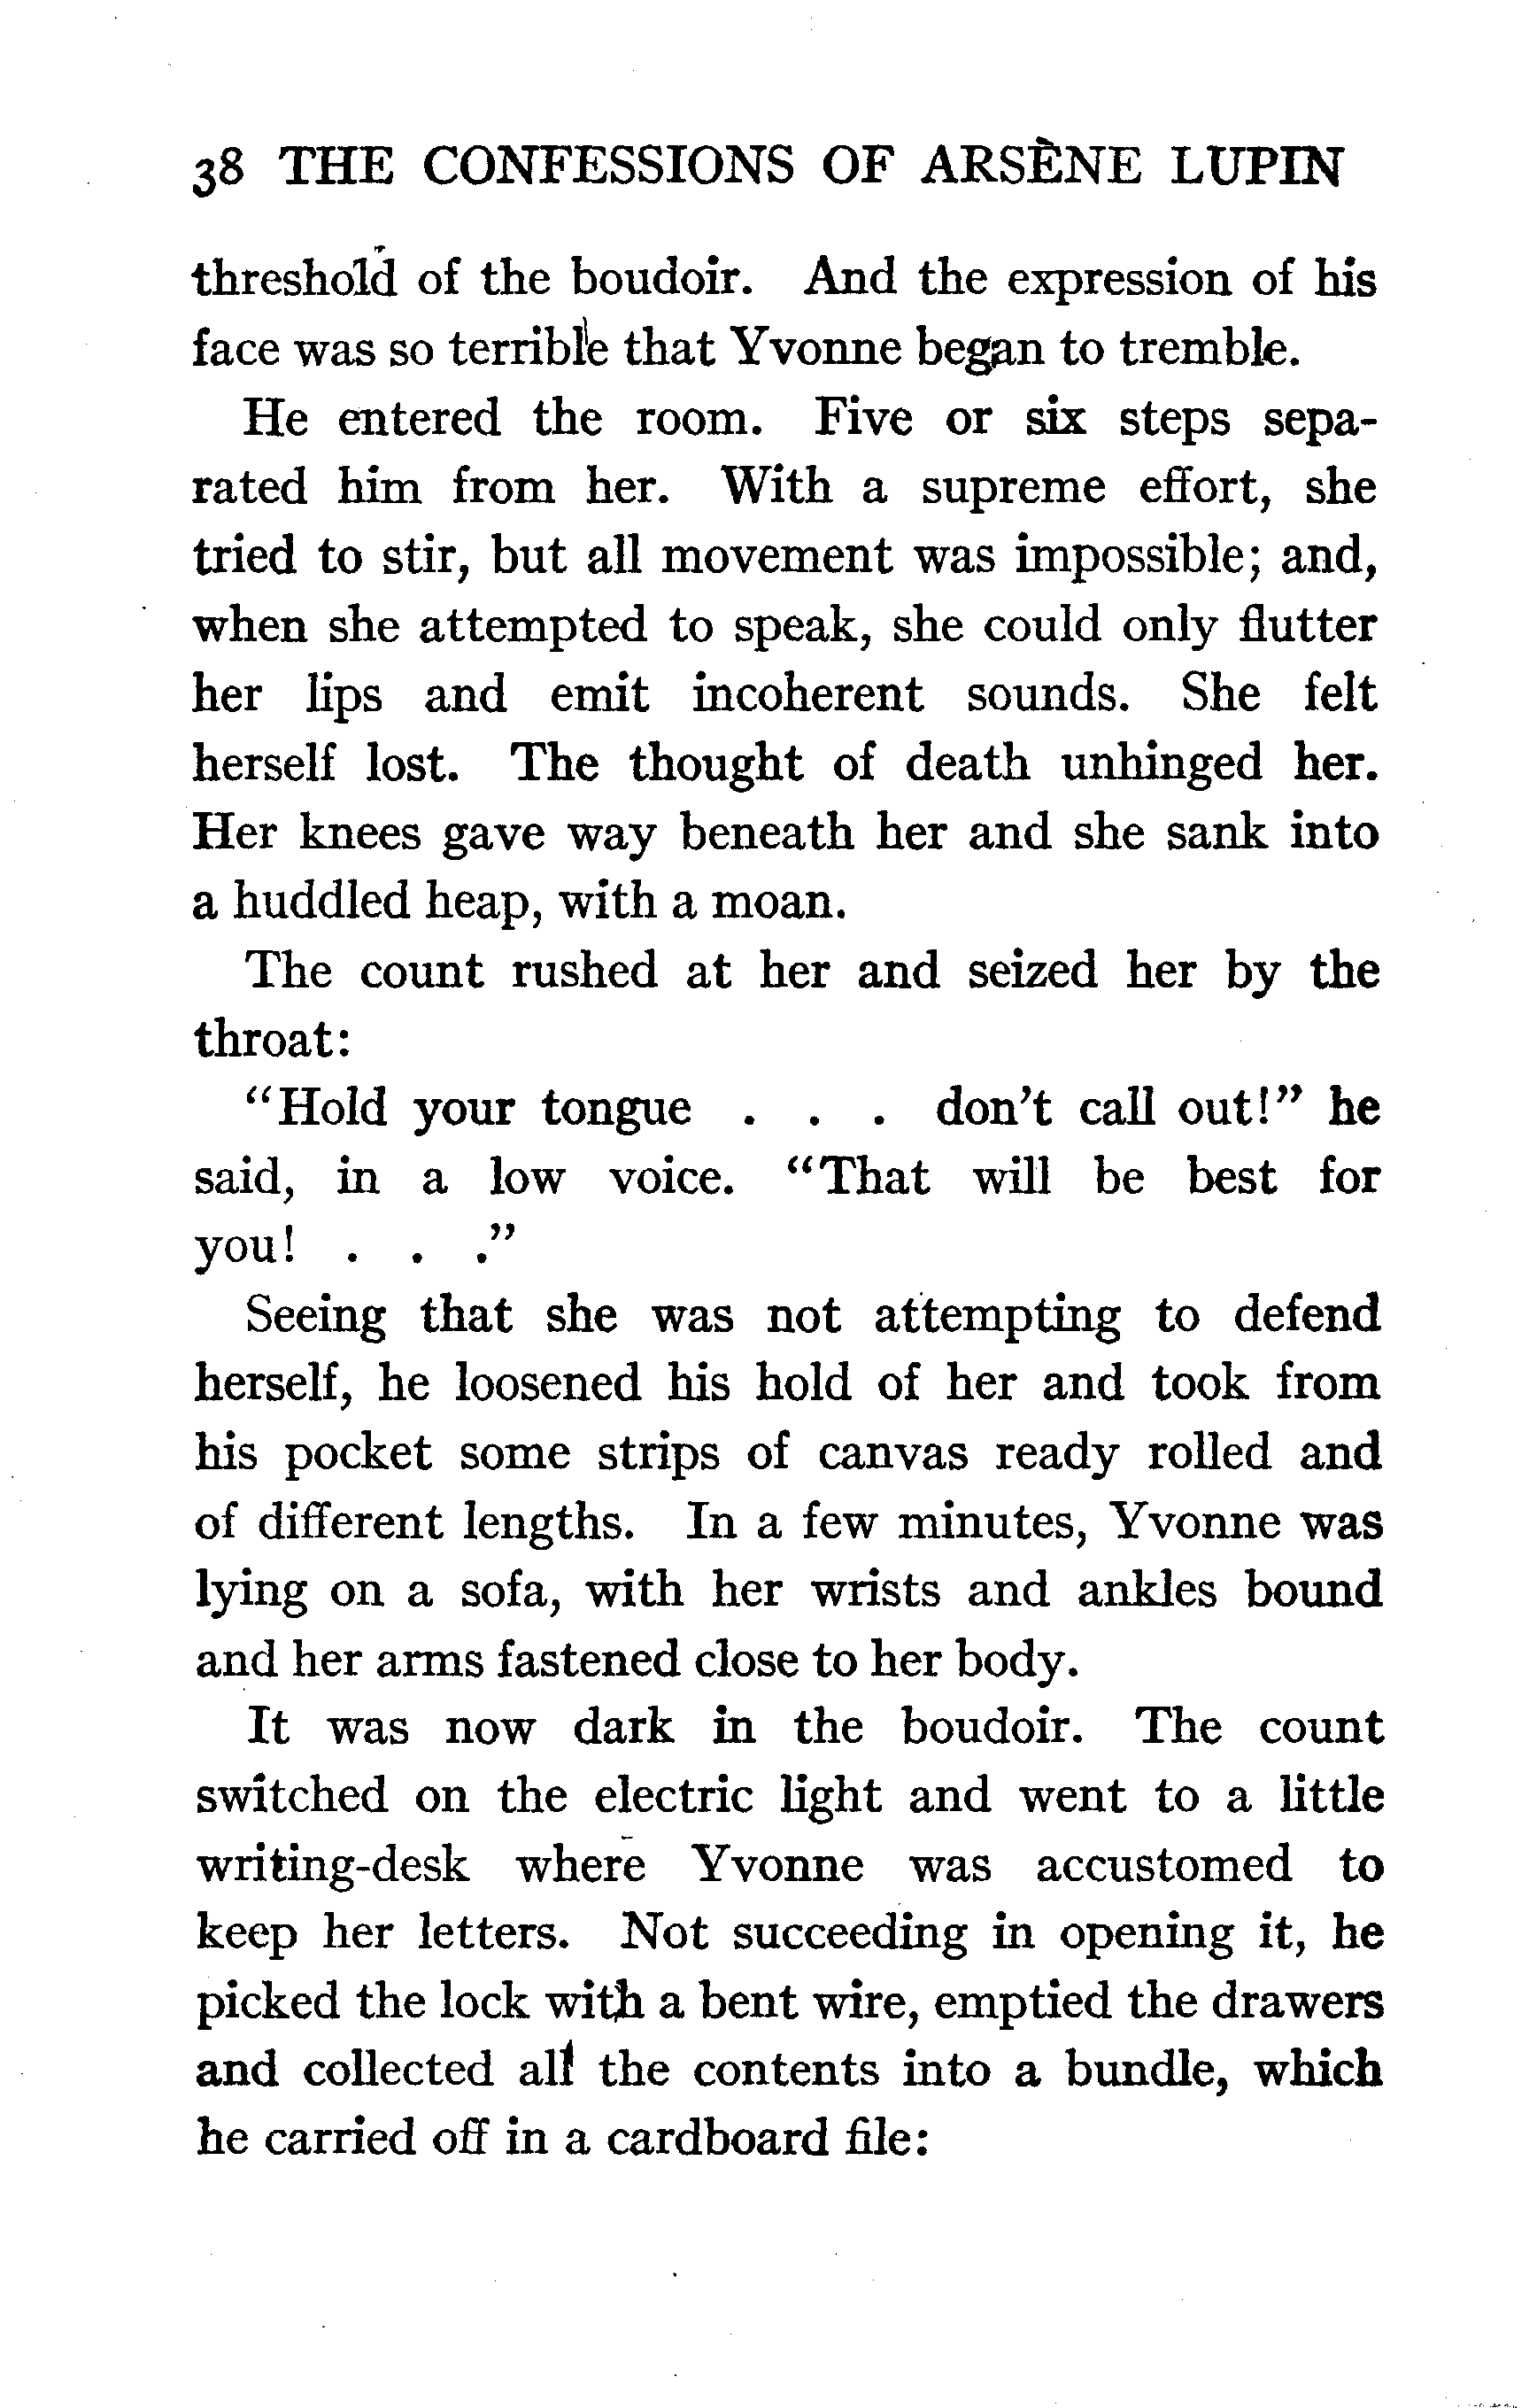 38 THE CONFESSIONS OF ARSÈNE LUPIN
threshold of the boudoir. And the expression of his
face was so terrible that Yvonne began to tremble.
He entered the room. Five or six steps sepa-
rated him from her. With a supreme effort, she
tried to stir, but all movement was impossible; and,
when she attempted to speak, she could only flutter
her lips and emit incoherent sounds. She felt
herself lost. The thought of death unhinged her.
Her knees gave way beneath her and she sank into
a huddled heap, with a moan.
The count rushed at her and seized her by the
throat:
"Hold your tongue . . . don't call out!" he
said, in a low voice. "That will be best for
you! . . ."
Seeing that she was not attempting to defend
herself, he loosened his hold of her and took from
his pocket some strips of canvas ready rolled and
of different lengths. In a few minutes, Yvonne was
lying on a sofa, with her wrists and ankles bound
and her arms fastened close to her body.
It was now dark in the boudoir. The count
switched on the electric light and went to a little
writing-desk where Yvonne was accustomed to
keep her letters. Not succeeding in opening it, he
picked the lock with a bent wire, emptied the drawers
and collected all the contents into a bundle, which
he carried off in a cardboard file: